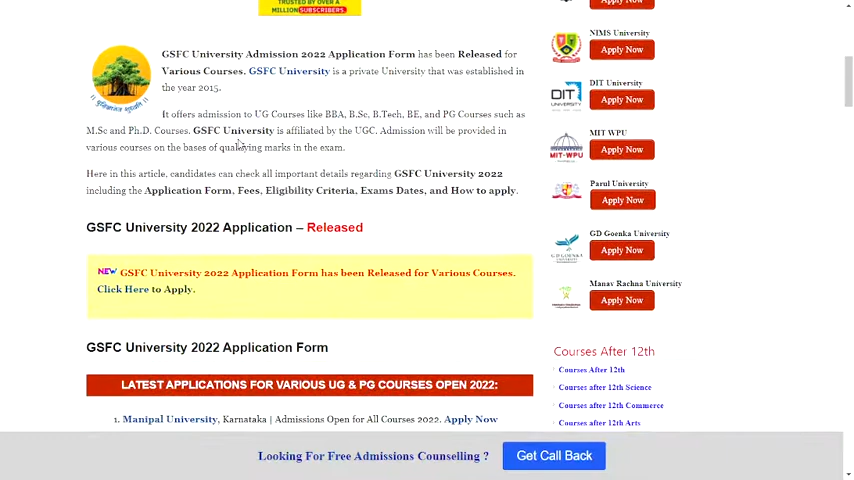 TRUSTED BY OVER A
MILLION SUBSCRIBERS.
GSFC University Admission 2022 Application Form has been Released for
Various Courses. GSFC University is a private University that was established in
the year 2015.
It offers admission to UG Courses like BBA, B.Sc, B.Tech, BE, and PG Courses such as
M.Sc and Ph.D. Courses. GSFC University is affiliated by the UGC. Admission will be provided in
various courses on the bases of qualifying marks in the exam.
Here in this article, candidates can check all important details regarding GSFC University 2022
including the Application Form, Fees, Eligibility Criteria, Exams Dates, and How to apply.
GSFC University 2022 Application – Released
NEW GSFC University 2022 Application Form has been Released for Various Courses.
Click Here to Apply.
GSFC University 2022 Application Form
LATEST APPLICATIONS FOR VARIOUS UG & PG COURSES OPEN 2022:
1. Manipal University, Karnataka | Admissions Open for All Courses 2022. Apply Now
Apply Now
NIMS University
Apply Now
DIT University
DIT
UNIVERSITY
Apply Now
MIT WPU
MIT-WPU
Apply Now
Parul University
Apply Now
GD Goenka University
Apply Now
Manav Rachna University
Apply Now
Courses After 12th
Courses After 12th
Courses after 12th Science
Courses after 12th Commerce
Courses after 12th Arts
Looking For Free Admissions Counselling ?
Get Call Back